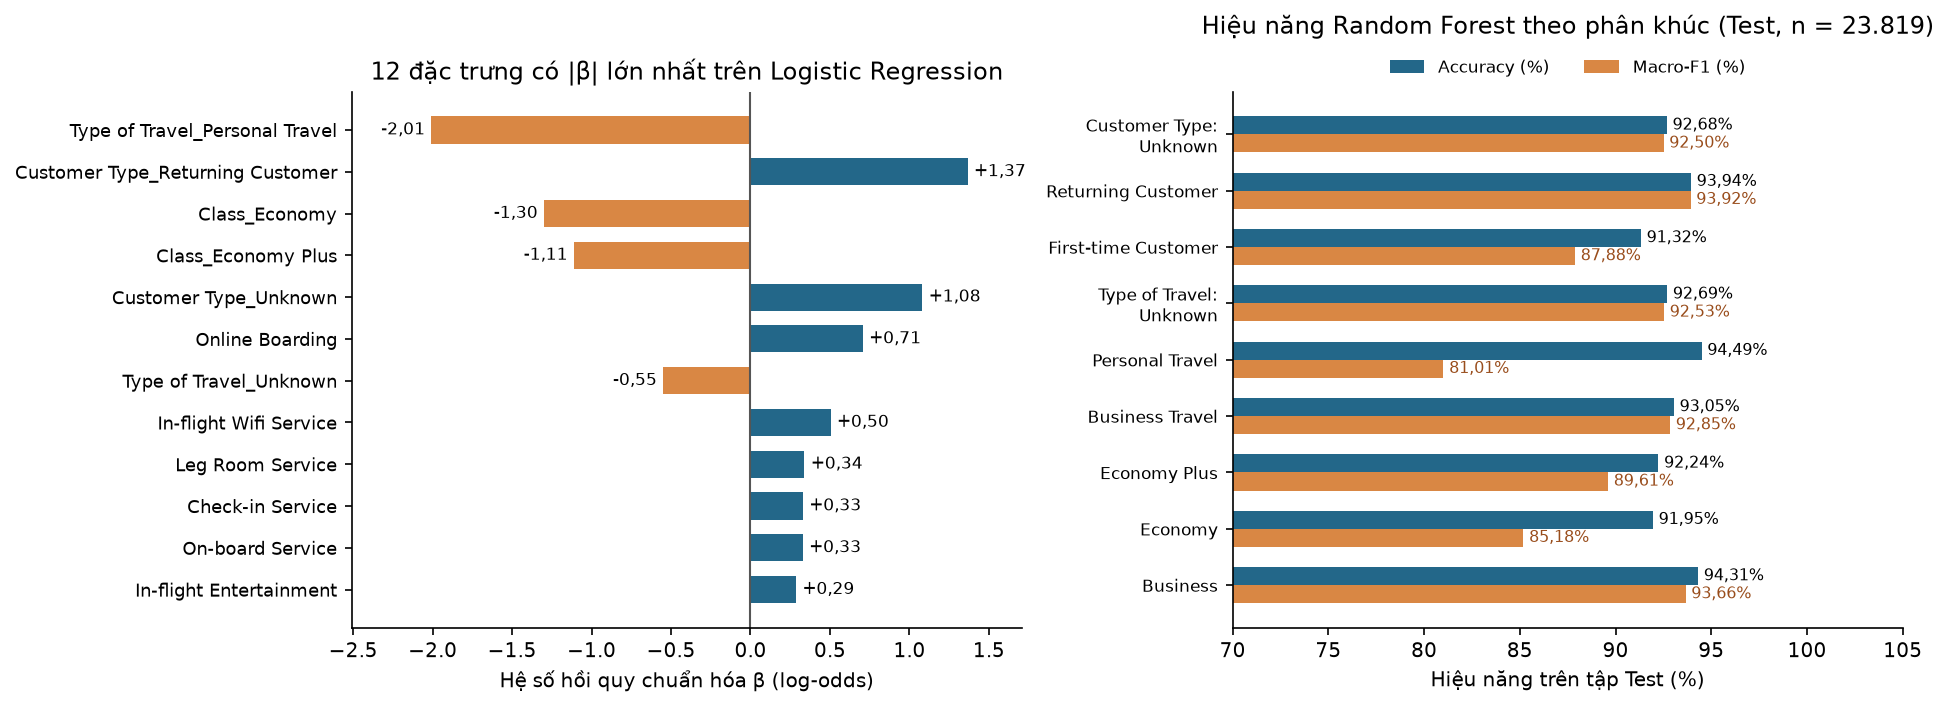 12 đặc trưng có |β| lớn nhất trên Logistic Regression
Type of Travel_Personal Travel
-2,01
Customer Type_Returning Customer
+1,37
Class_Economy
-1,30
Class_Economy Plus
-1,11
Customer Type_Unknown
+1,08
Online Boarding
+0,71
Type of Travel_Unknown
-0,55
In-flight Wifi Service
+0,50
Leg Room Service
+0,34
Check-in Service
+0,33
On-board Service
+0,33
In-flight Entertainment
+0,29
−2.5 −2.0 −1.5 −1.0 −0.5 0.0 0.5 1.0 1.5
Hệ số hồi quy chuẩn hóa β (log-odds)
Hiệu năng Random Forest theo phân khúc (Test, n = 23.819)
Accuracy (%) Macro-F1 (%)
Customer Type:
Unknown
92,68%
92,50%
Returning Customer
93,94%
93,92%
First-time Customer
91,32%
87,88%
Type of Travel:
Unknown
92,69%
92,53%
Personal Travel
94,49%
81,01%
Business Travel
93,05%
92,85%
Economy Plus
92,24%
89,61%
Economy
91,95%
85,18%
Business
94,31%
93,66%
70 75 80 85 90 95 100 105
Hiệu năng trên tập Test (%)